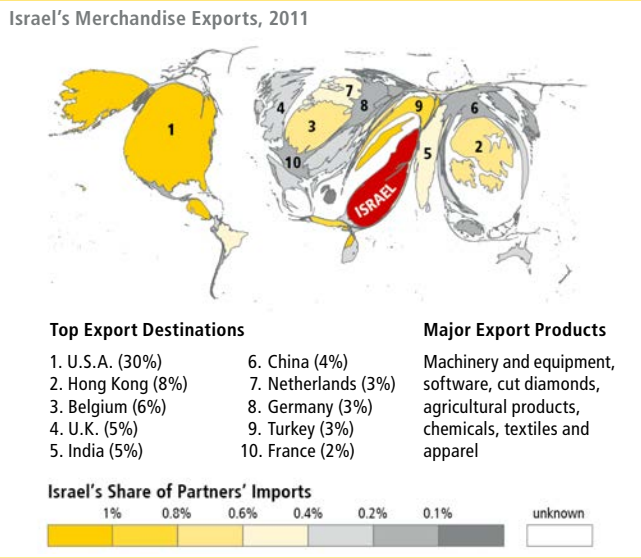 Israel's Merchandise Exports, 2011
1
4
3
7
8
10
9
5
6
2
ISRAEL
Top Export Destinations
1. U.S.A. (30%)
2. Hong Kong (8%)
3. Belgium (6%)
4. U.K. (5%)
5. India (5%)
6. China (4%)
7. Netherlands (3%)
8. Germany (3%)
9. Turkey (3%)
10. France (2%)
Major Export Products
Machinery and equipment,
software, cut diamonds,
agricultural products,
chemicals, textiles and
apparel
Israel's Share of Partners' Imports
1% 0.8% 0.6% 0.4% 0.2% 0.1% unknown